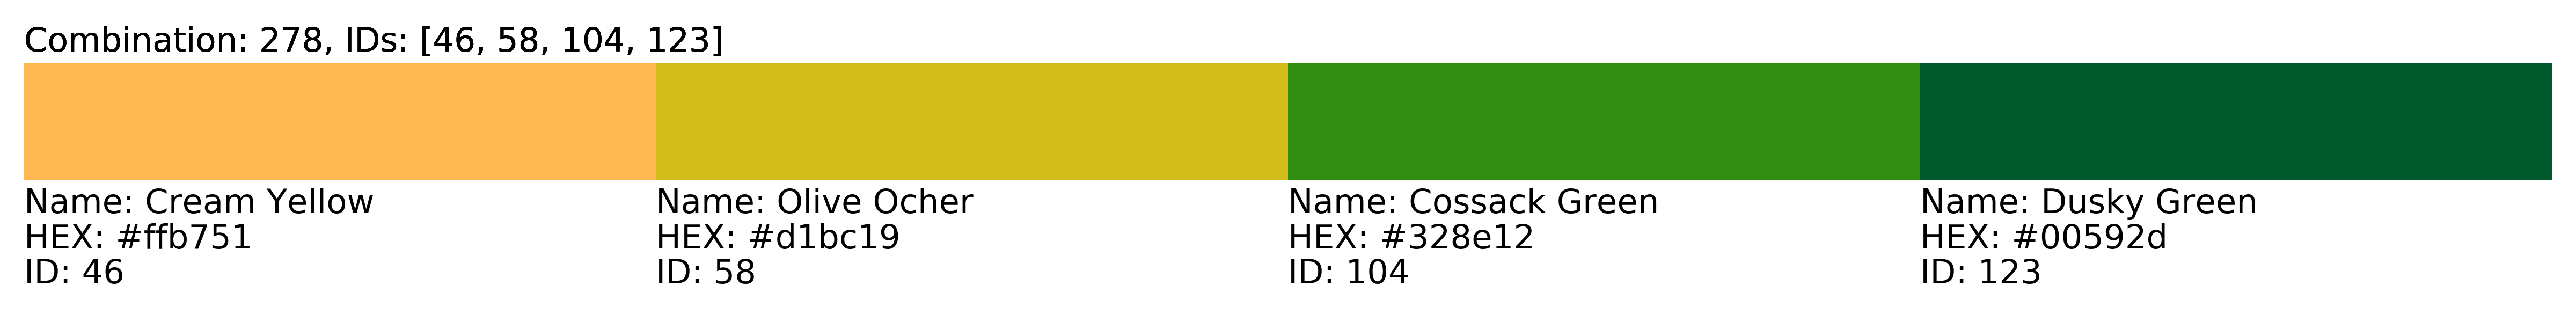 Combination: 278, IDs: [46, 58, 104, 123]
Name: Cream Yellow
HEX: #ffb751
ID: 46
Name: Olive Ocher
HEX: #d1bc19
ID: 58
Name: Cossack Green
HEX: #328e12
ID: 104
Name: Dusky Green
HEX: #00592d
ID: 123